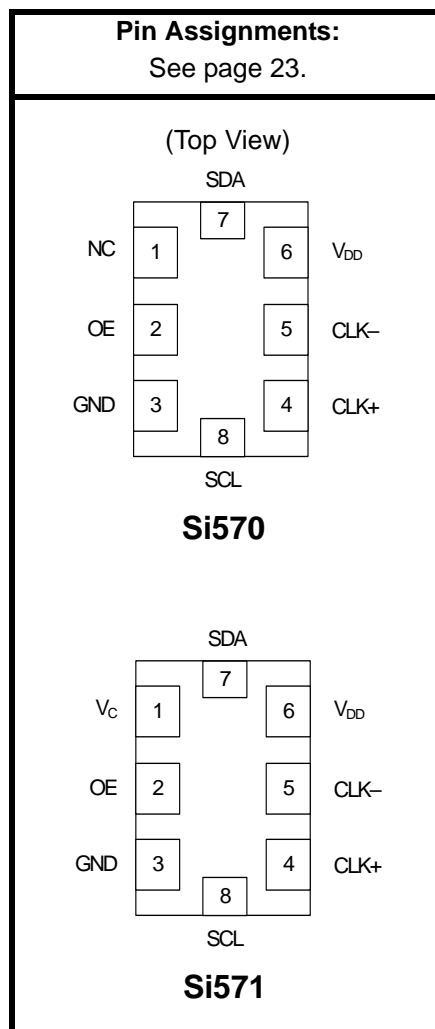 Pin Assignments:
See page 23.
(Top View)
SDA
7
NC 1 6 VDD
OE 2 5 CLK–
GND 3 4 CLK+
8
SCL
Si570
SDA
7
VC 1 6 VDD
OE 2 5 CLK–
GND 3 4 CLK+
8
SCL
Si571